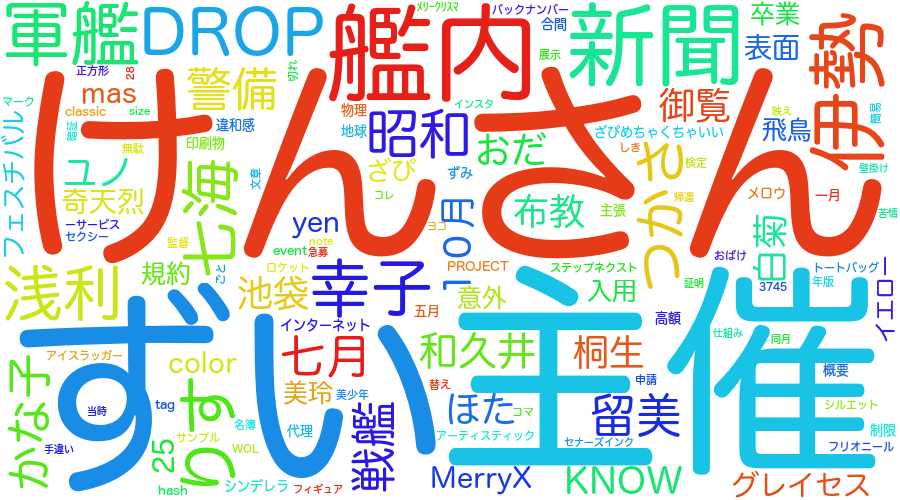 軍艦
DROP
艦内
メリークリスマ
バックナンバー
合間
新聞
卒業
表面
伊勢
正方形
28
切れ
警備
mas
展示
マーク
classic
size
物理
インスタ
御覧
映え
簡易
フェスチバル
暗証
無駄
違和感
地球
昭和
ざぴめちゃくちゃいい
飛鳥
けんさん
ユノ
印刷物
文章
ざぴ
おだ
ずみ
しき
検定
壁掛け
奇天烈
七海
コレ
布教
主張
つかさ
帰還
メロウ
一月
ーサービス
セクシー
yen
ヨコ
10月
白菊
苦情
監督
event
note
急募
おばけ
浅利
規約
ロケット
幸子
PROJECT
ステップネクスト
トートバッグ
池袋
意外
入用
証明
3745
年版
イエロー
ずい
主催
五月
インターネット
高額
仕組み
同月
アイスラッガー
color
七月
和久井
桐生
概要
かな子
りす
美玲
美少年
替え
申請
当時
tag
ほた
コマ
留美
シルエット
25
名簿
代理
戦艦
手違い
サンプル
WOL
アーティスティック
セナーズインク
フリオニール
制限
hash
シンデレラ
フィギュア
MerryX
KNOW
グレイセス